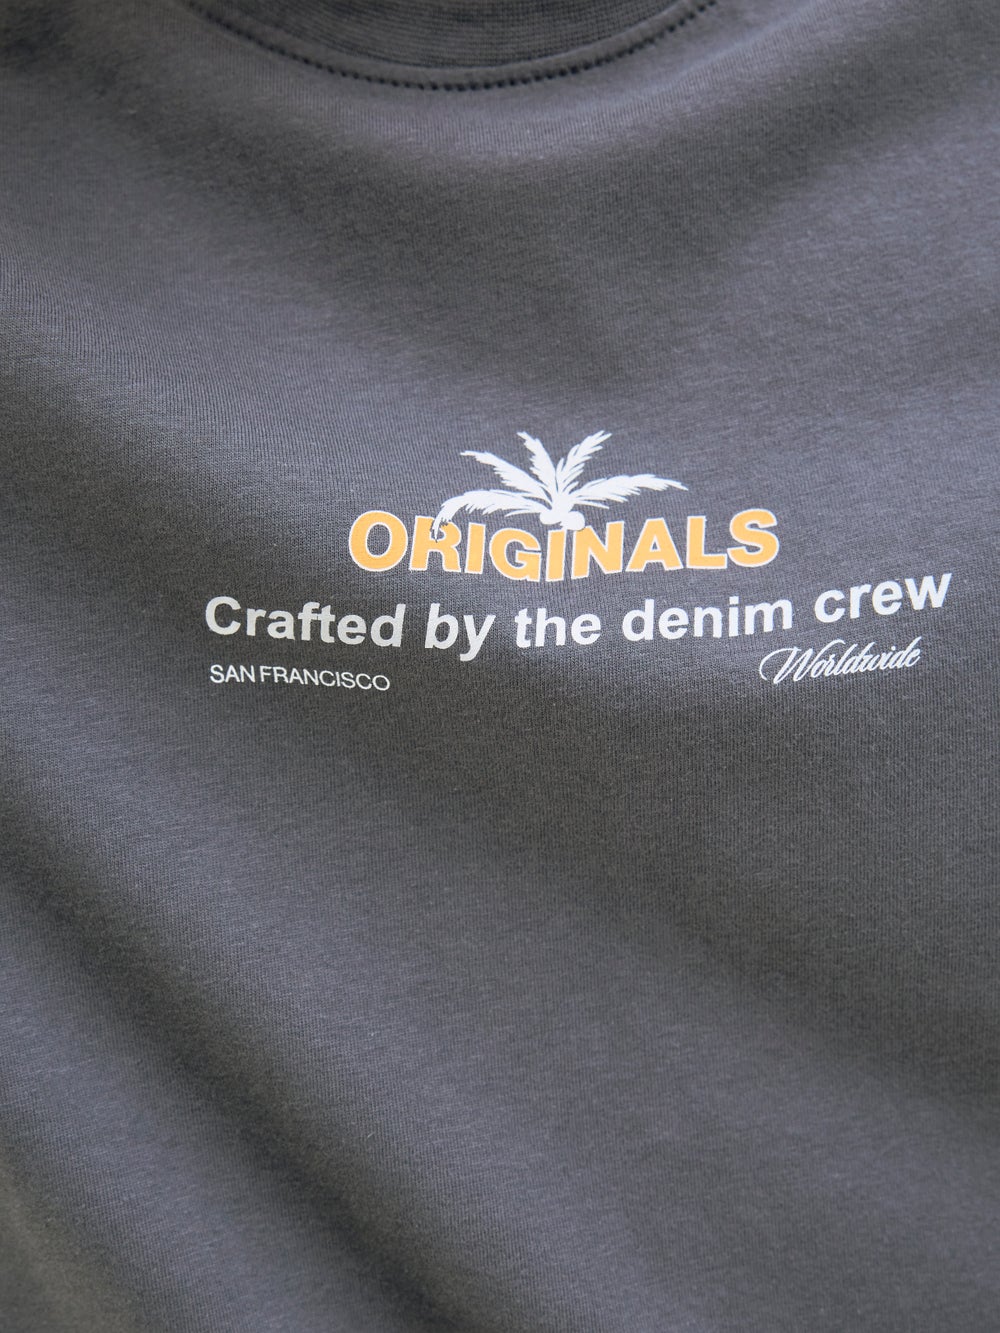 ORIGINALS
Crafted by the denim crew
SAN FRANCISCO
Worldwide